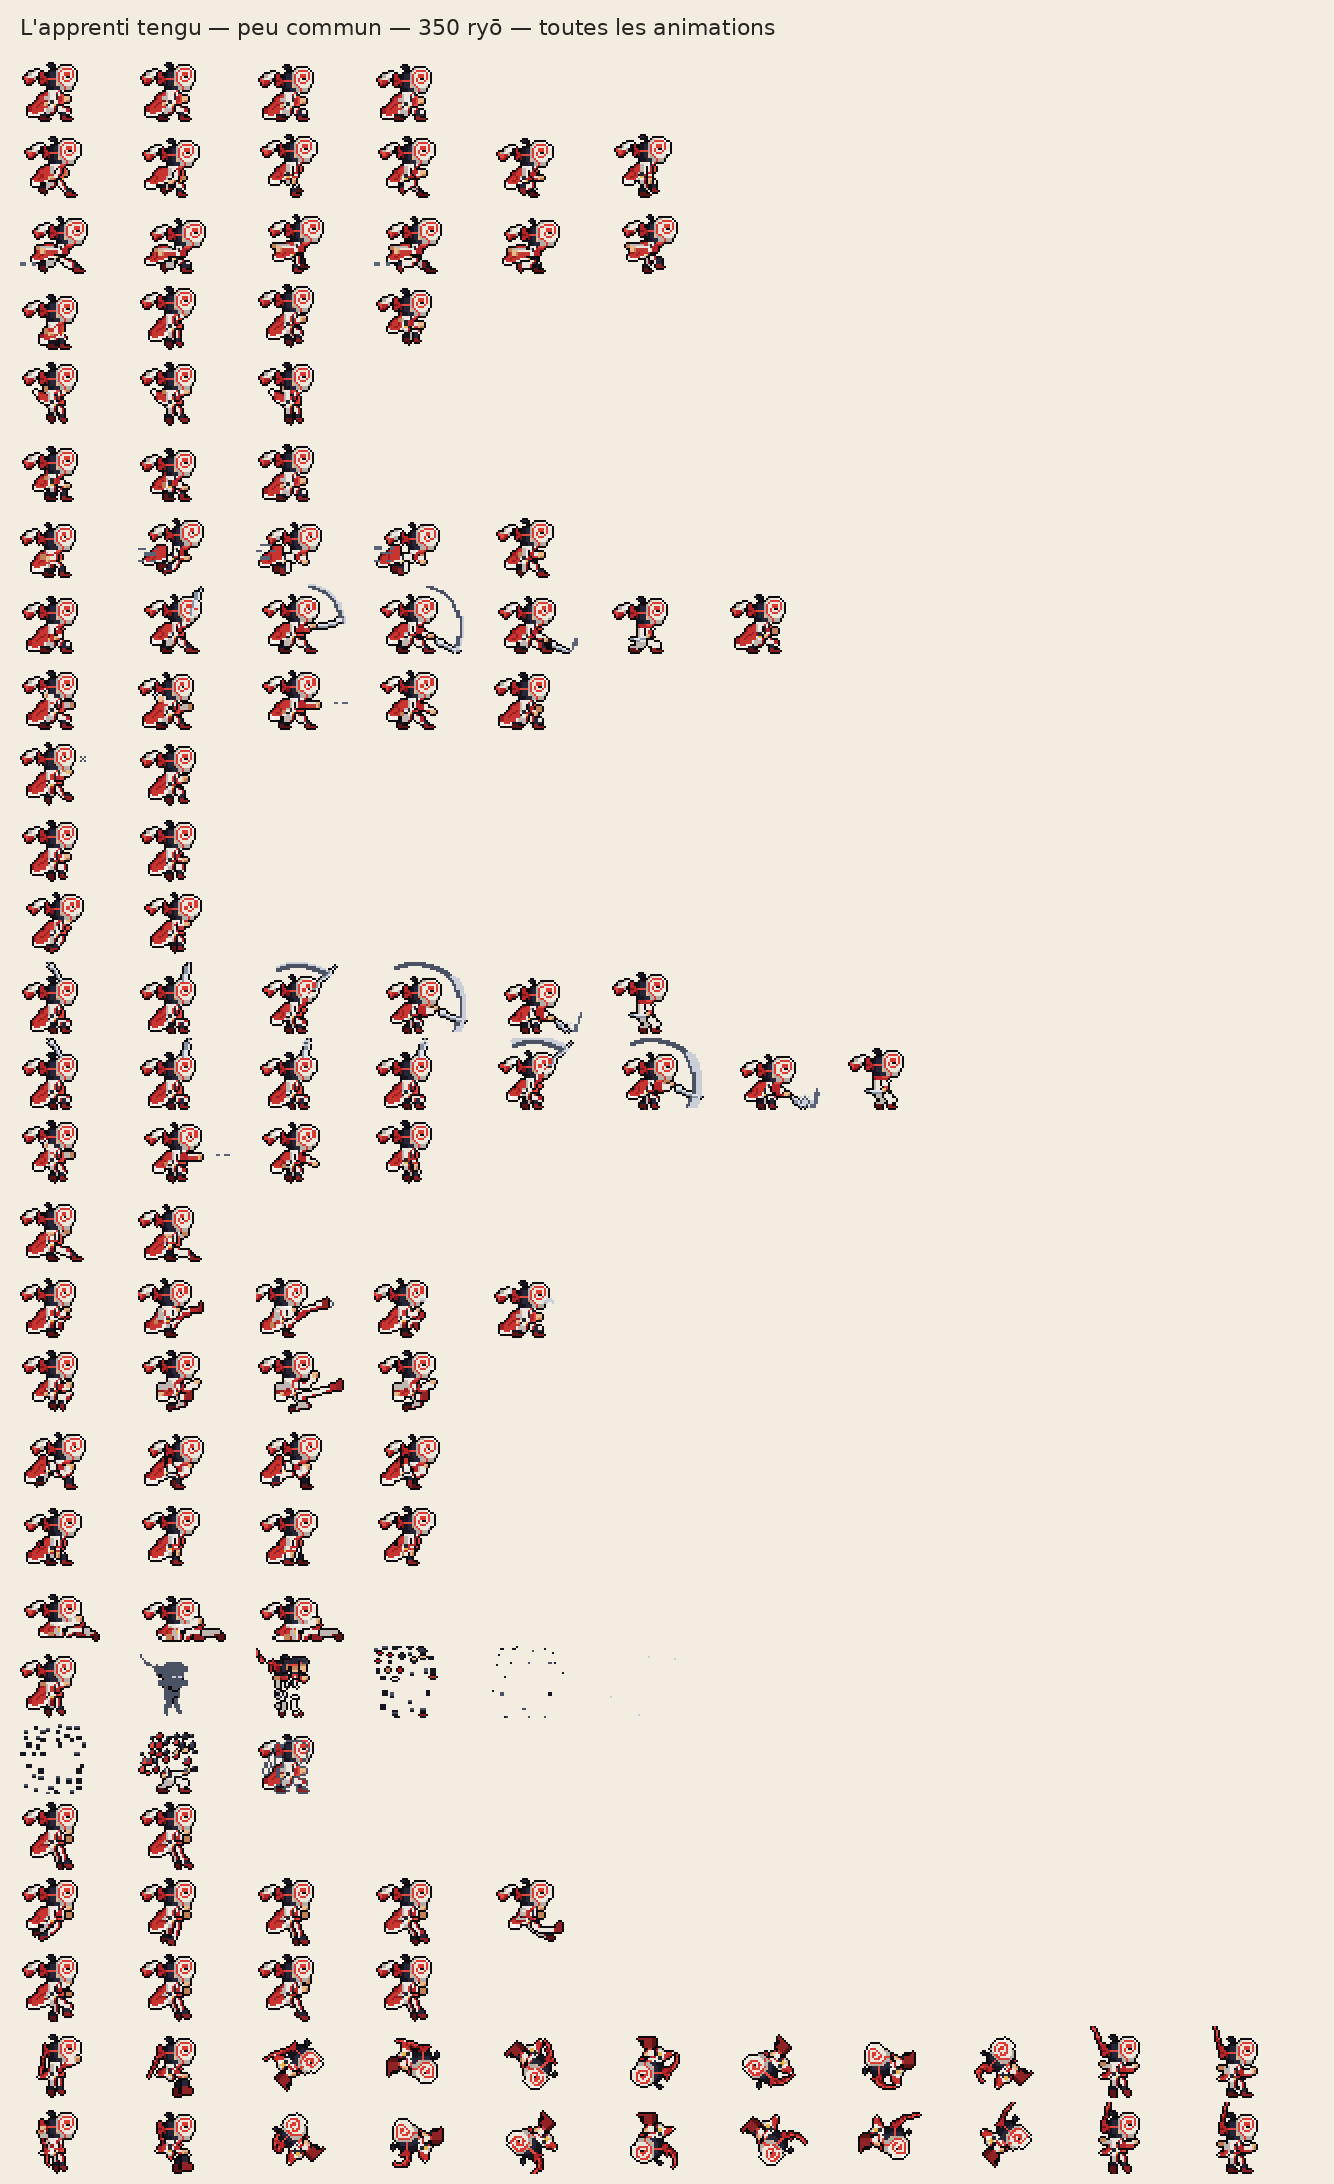 L'apprenti tengu — peu commun — 350 ryō — toutes les animations